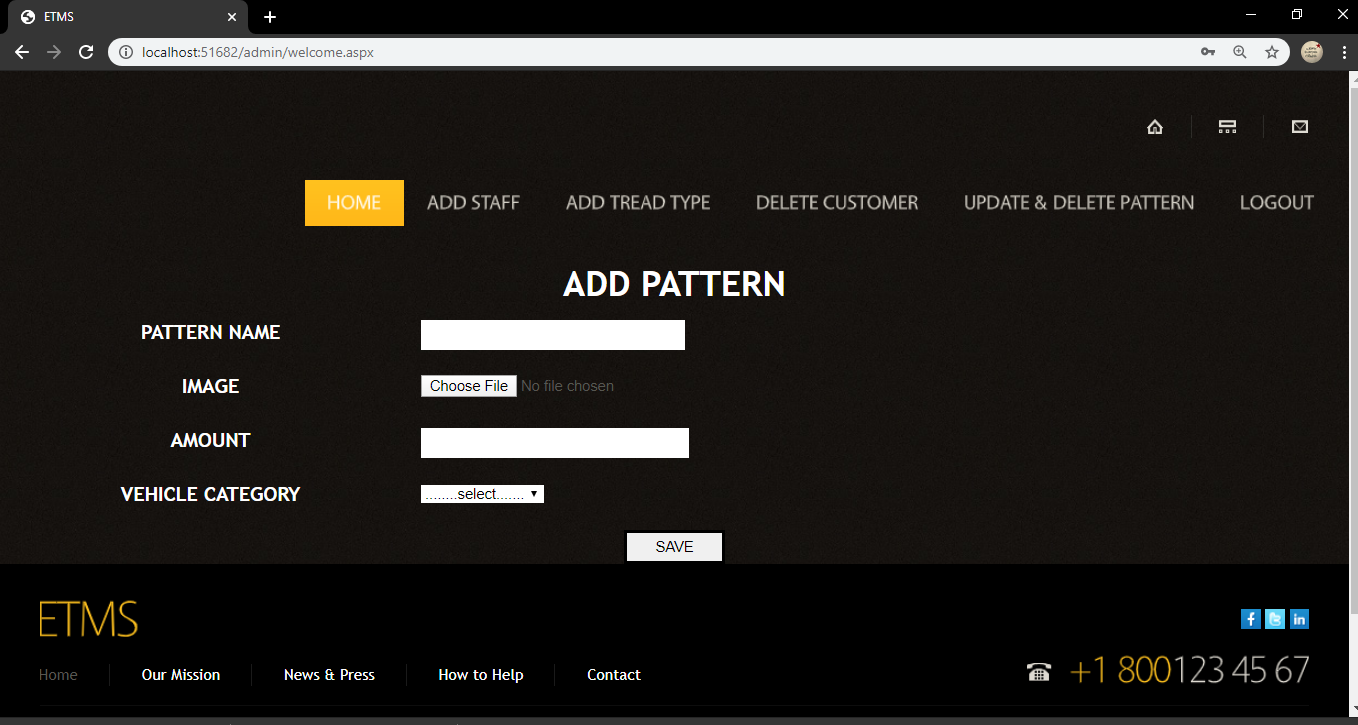 ETMS
localhost:51682/admin/welcome.aspx
HOME ADD STAFF ADD TREAD TYPE DELETE CUSTOMER UPDATE & DELETE PATTERN LOGOUT
ADD PATTERN
PATTERN NAME
IMAGE Choose File No file chosen
AMOUNT
VEHICLE CATEGORY ........select.......
SAVE
ETMS
Home Our Mission News & Press How to Help Contact +1 800123 45 67